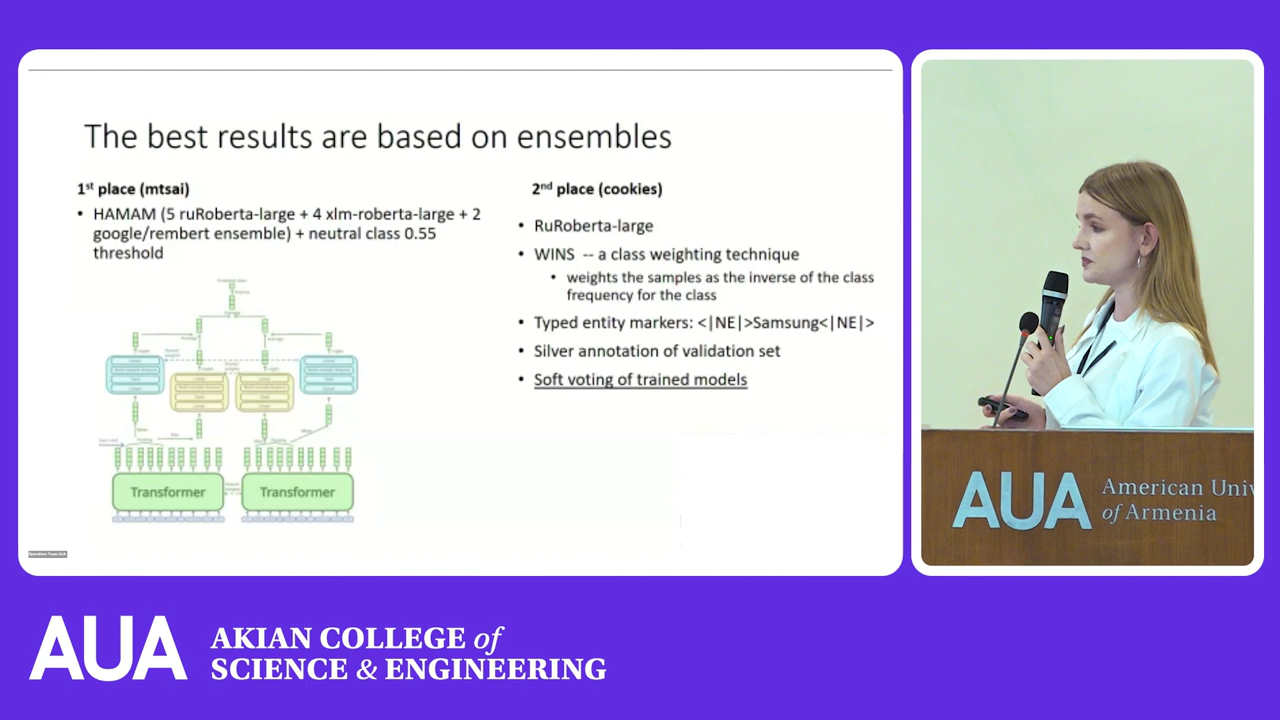 The best results are based on ensembles
1st place (mtsai)
• HAMAM (5 ruRoberta-large + 4 xlm-roberta-large + 2
google/rembert ensemble) + neutral class 0.55
threshold
Transformer
Transformer
2nd place (cookies)
• RuRoberta-large
• WINS -- a class weighting technique
• weights the samples as the inverse of the class
frequency for the class
• Typed entity markers: <|NE|>Samsung<|NE|>
• Silver annotation of validation set
• Soft voting of trained models
AUA
American Univ
of Armenia
AUA
AKIAN COLLEGE of
SCIENCE & ENGINEERING